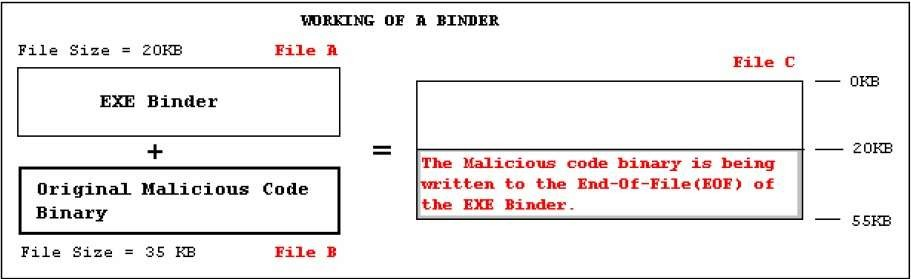 WORKING OF A BINDER
File Size = 20KB File A
EXE Binder
+
Original Malicious Code
Binary
File Size = 35 KB File B
=
File C
0KB
20KB
55KB
The Malicious code binary is being
written to the End-Of-File(EOF) of
the EXE Binder.